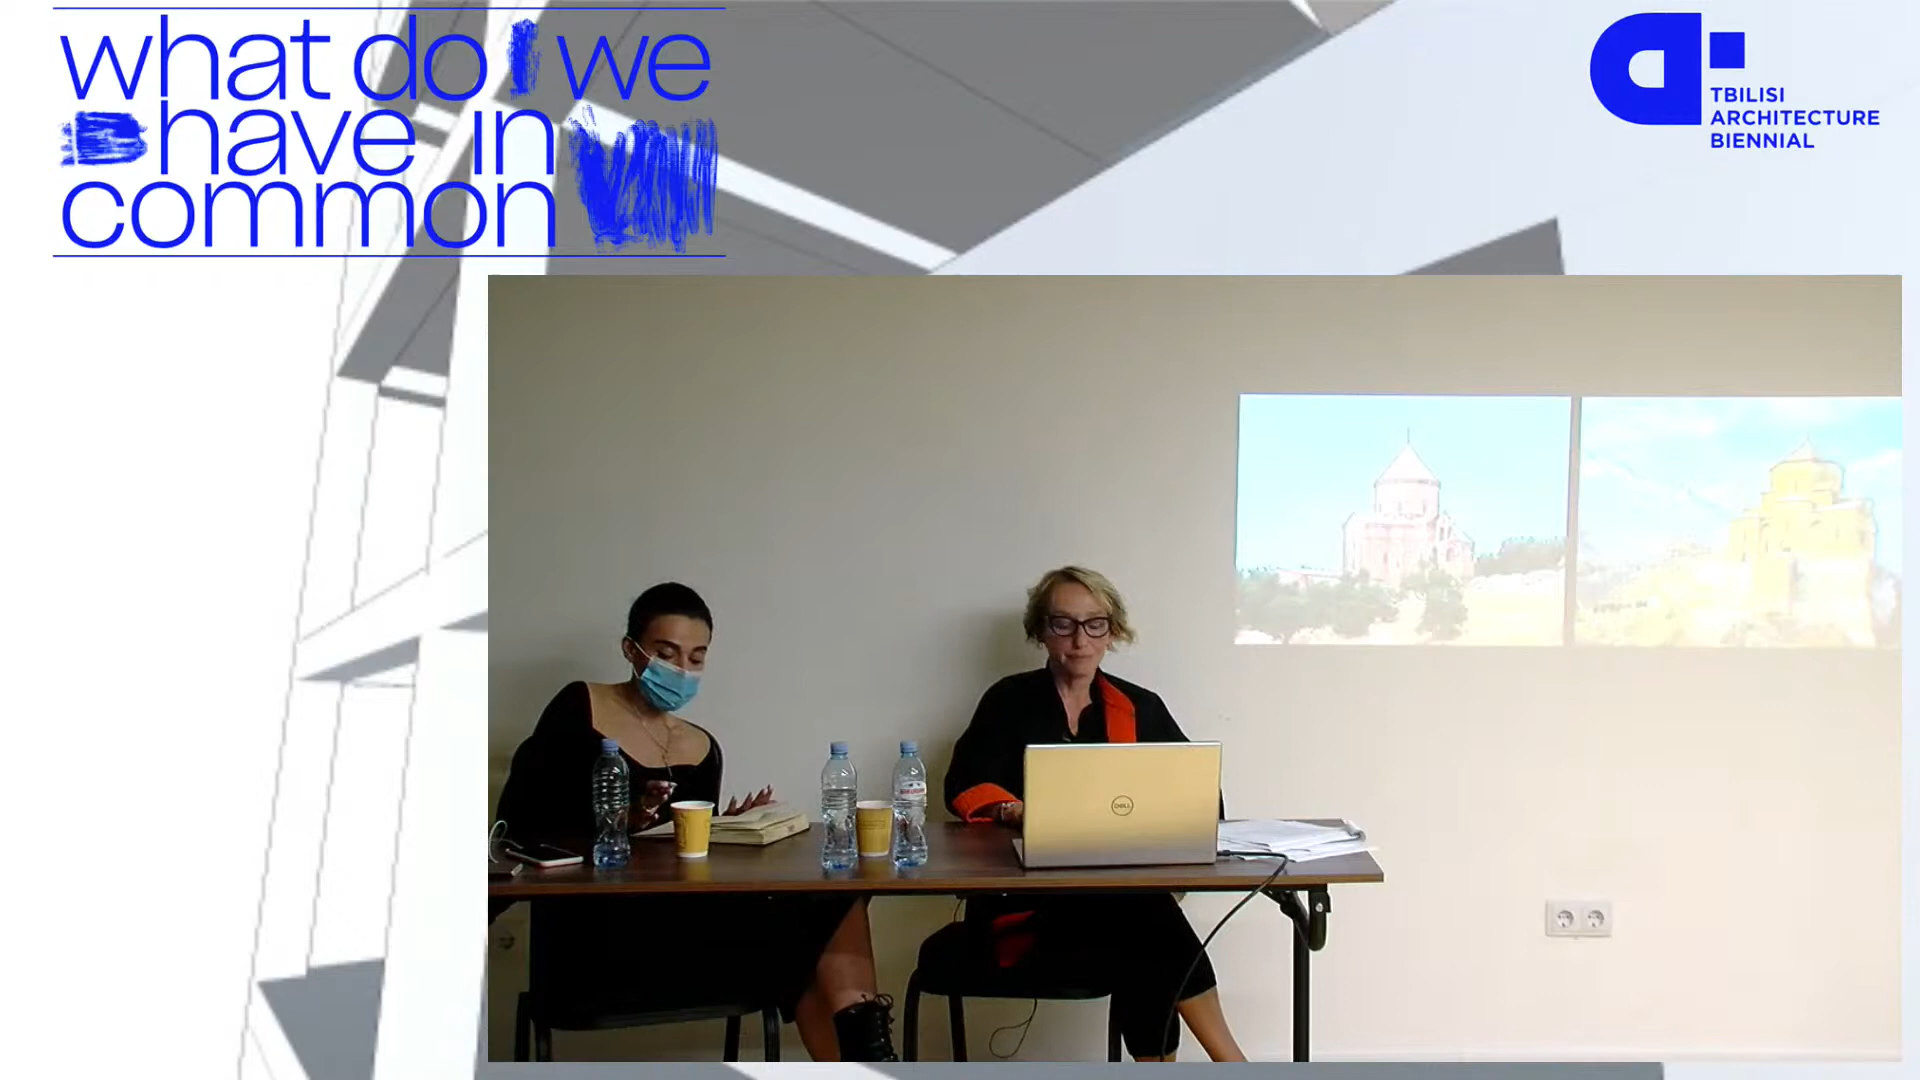 what do we
have in
common
TBILISI
ARCHITECTURE
BIENNIAL
DELL